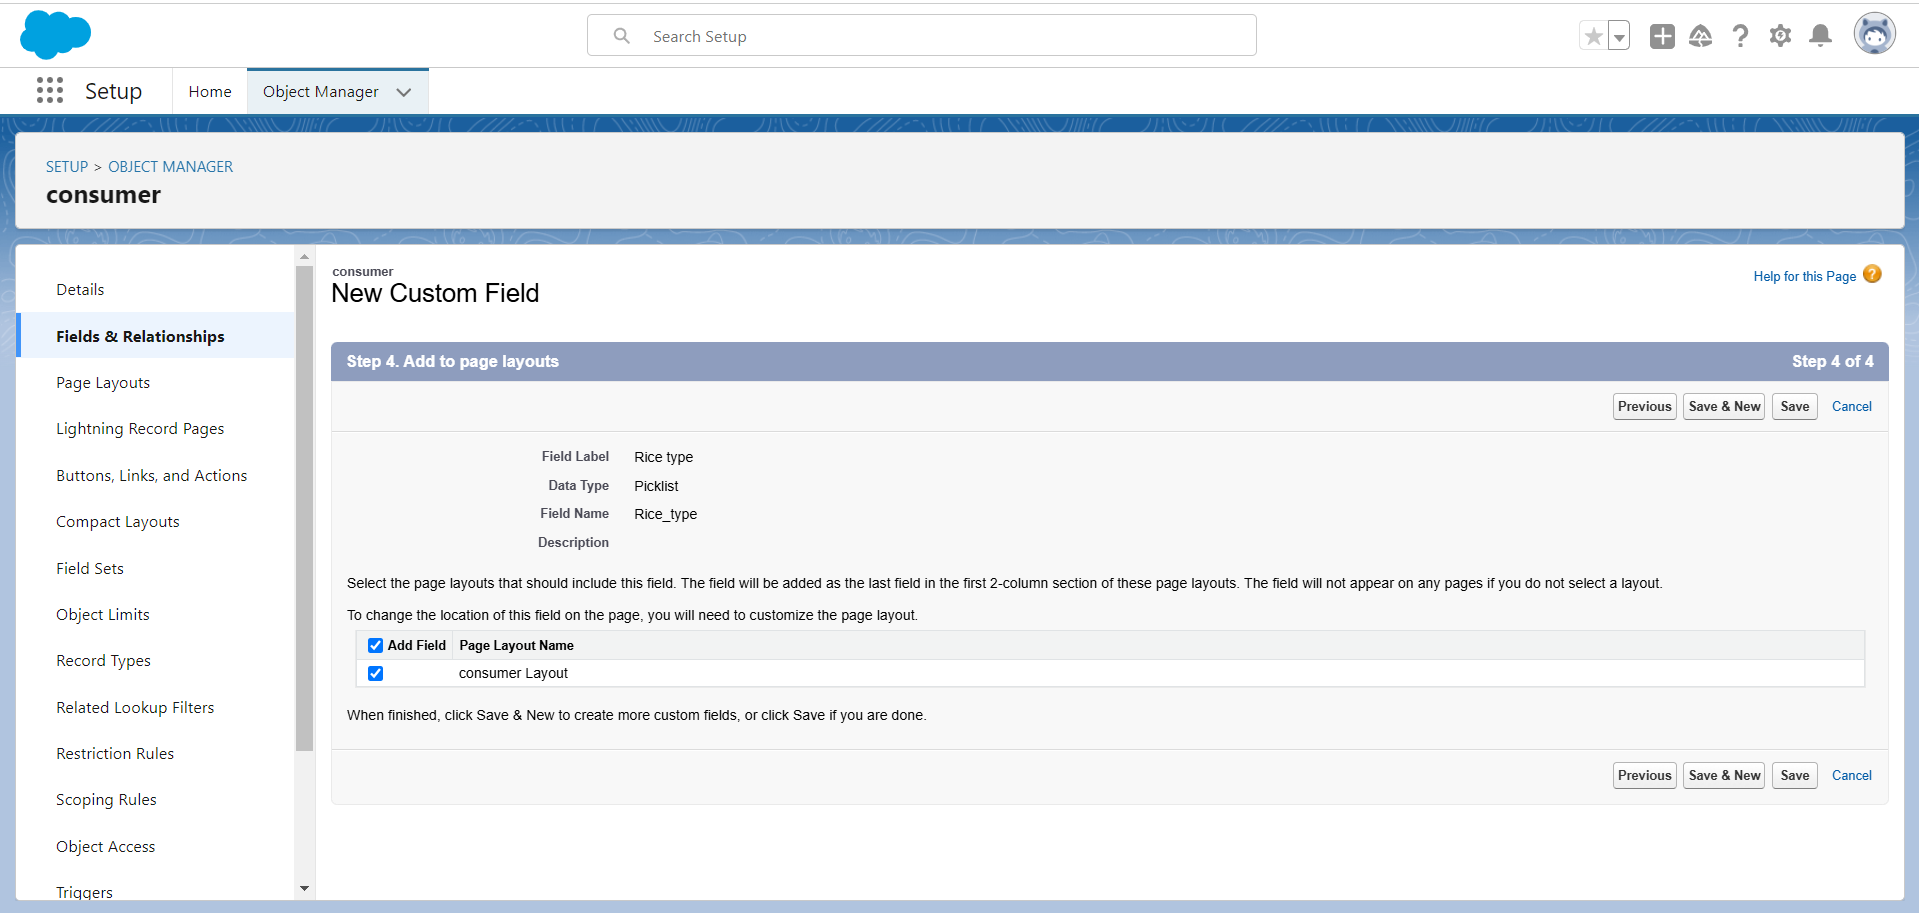 Search Setup
Setup
Home
Object Manager
SETUP > OBJECT MANAGER
consumer
Details
Fields & Relationships
Page Layouts
Lightning Record Pages
Buttons, Links, and Actions
Compact Layouts
Field Sets
Object Limits
Record Types
Related Lookup Filters
Restriction Rules
Scoping Rules
Object Access
Triggers
consumer
New Custom Field
Help for this Page ?
Step 4. Add to page layouts Step 4 of 4
Previous Save & New Save Cancel
Field Label Rice type
Data Type Picklist
Field Name Rice_type
Description
Select the page layouts that should include this field. The field will be added as the last field in the first 2-column section of these page layouts. The field will not appear on any pages if you do not select a layout.
To change the location of this field on the page, you will need to customize the page layout.
Add Field Page Layout Name
consumer Layout
When finished, click Save & New to create more custom fields, or click Save if you are done.
Previous Save & New Save Cancel